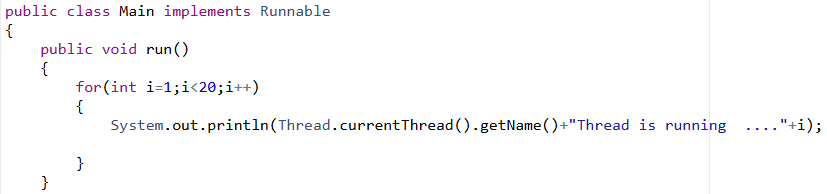 public class Main implements Runnable
{
    public void run()
    {
        for(int i=1;i<20;i++)
        {
            System.out.println(Thread.currentThread().getName()+"Thread is running  ...."+i);
        }
    }